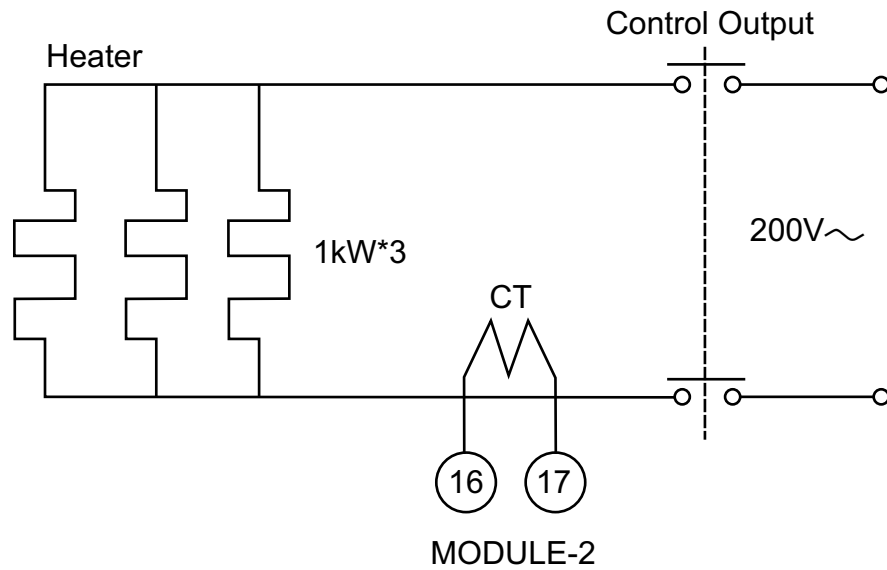 Control Output
Heater
200V~
1kW*3
CT
16 17
MODULE-2